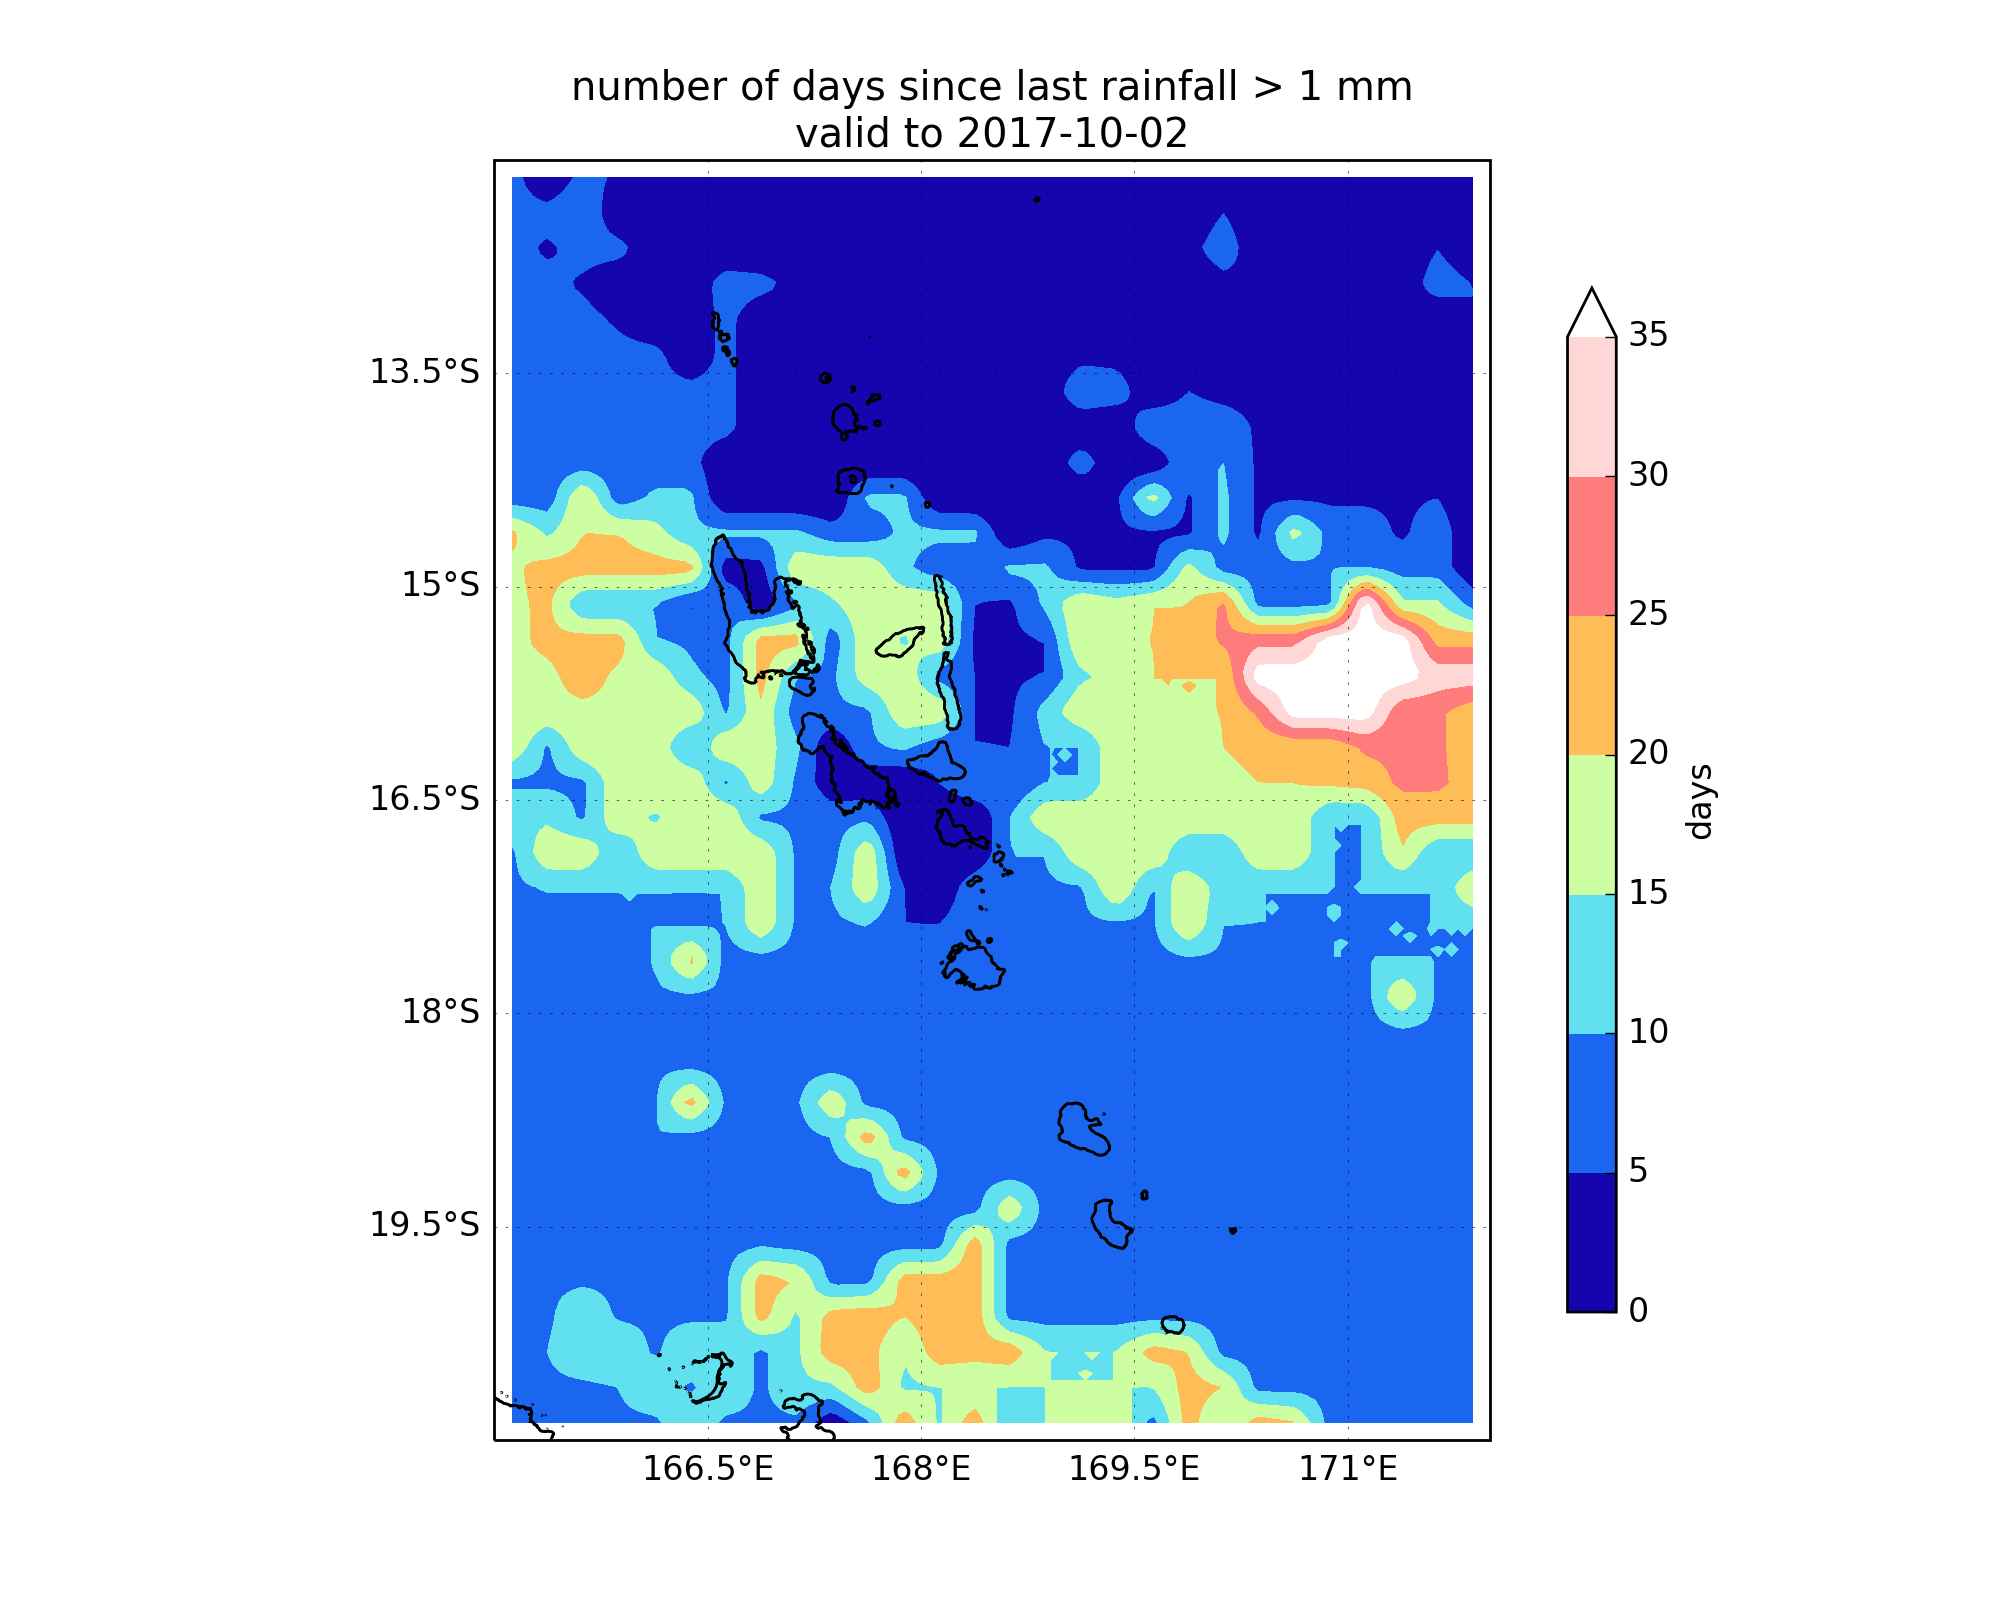 number of days since last rainfall > 1 mm
valid to 2017-10-02
13.5°S
15°S
16.5°S
18°S
19.5°S
166.5°E
168°E
169.5°E
171°E
35
30
25
20
15
10
5
0
days